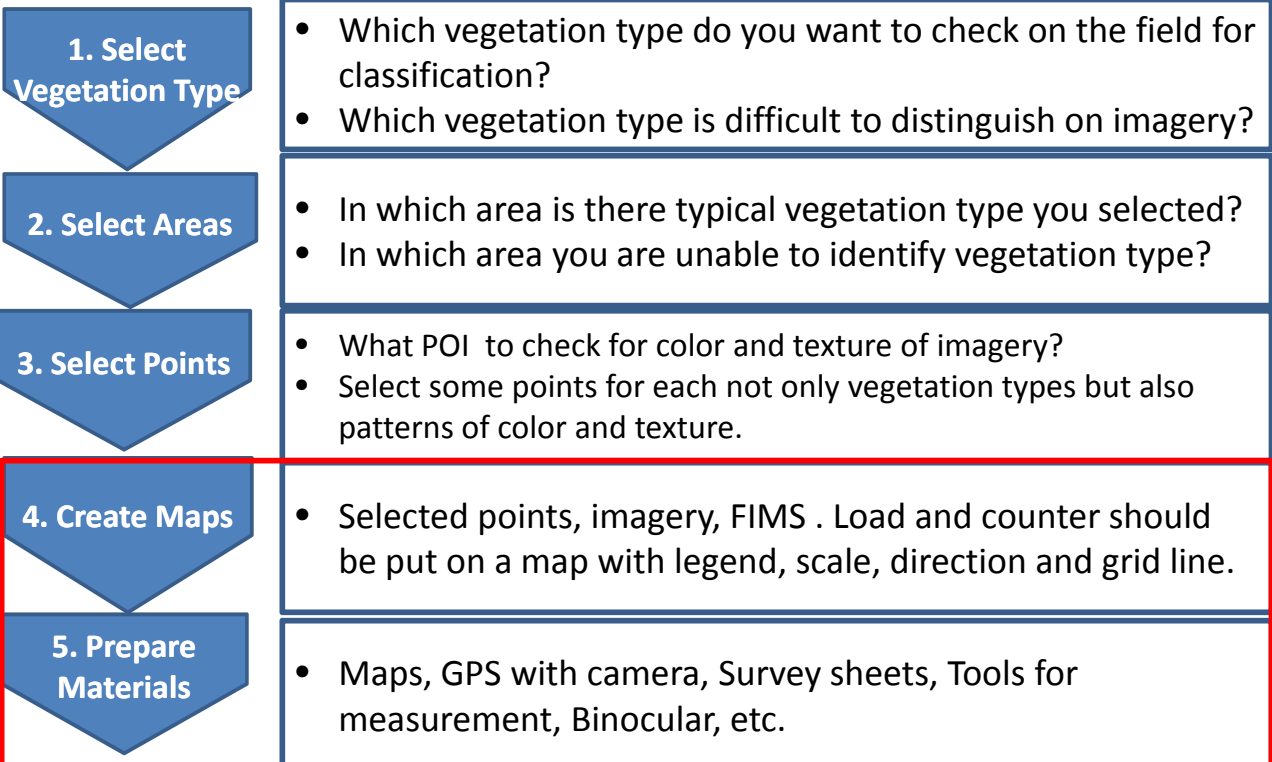 1. Select
Vegetation Type
• Which vegetation type do you want to check on the field for
classification?
• Which vegetation type is difficult to distinguish on imagery?
2. Select Areas
• In which area is there typical vegetation type you selected?
• In which area you are unable to identify vegetation type?
3. Select Points
• What POI  to check for color and texture of imagery?
• Select some points for each not only vegetation types but also
patterns of color and texture.
4. Create Maps
• Selected points, imagery, FIMS . Load and counter should
be put on a map with legend, scale, direction and grid line.
5. Prepare
Materials
• Maps, GPS with camera, Survey sheets, Tools for
measurement, Binocular, etc.